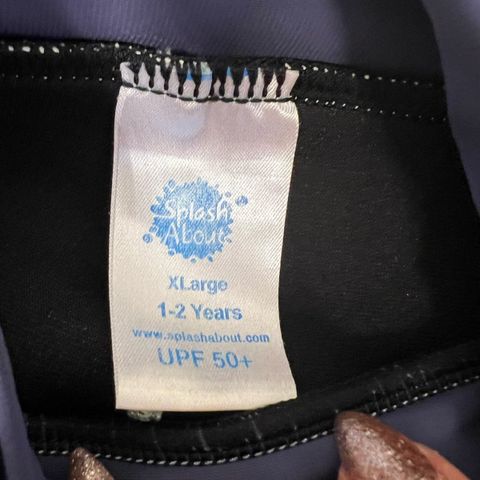 Splash
About
XLarge
1-2 Years
www.splashabout.com
UPF 50+